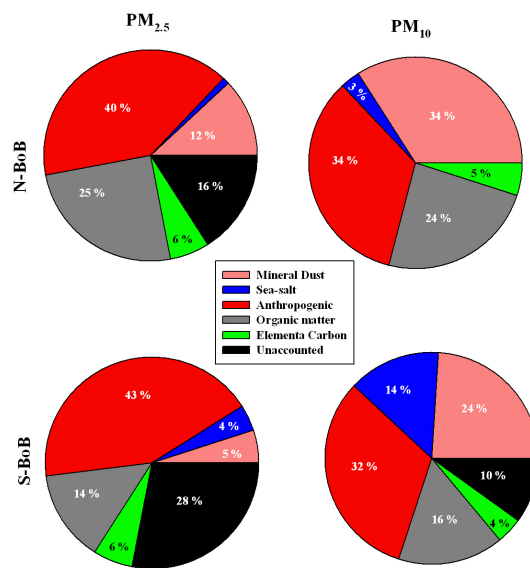 PM2.5
PM10
N-BoB
40 %
12 %
16 %
6 %
25 %
3 %
34 %
5 %
24 %
34 %
Mineral Dust
Sea-salt
Anthropogenic
Organic matter
Elementa Carbon
Unaccounted
S-BoB
43 %
4 %
5 %
28 %
6 %
14 %
14 %
24 %
10 %
4 %
16 %
32 %